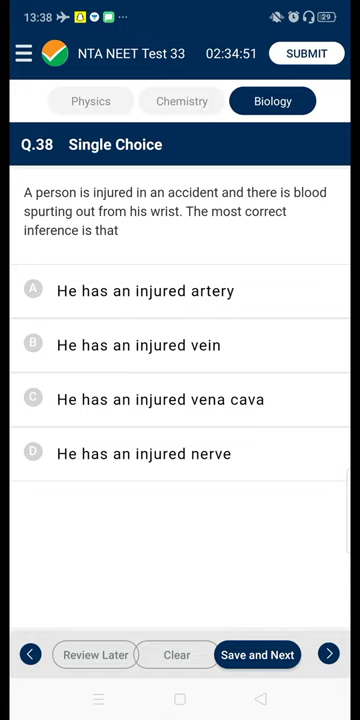 13:38
29
NTA NEET Test 33 02:34:51 SUBMIT
Physics Chemistry Biology
Q.38 Single Choice
A person is injured in an accident and there is blood
spurting out from his wrist. The most correct
inference is that
A He has an injured artery
B He has an injured vein
C He has an injured vena cava
D He has an injured nerve
Review Later Clear Save and Next